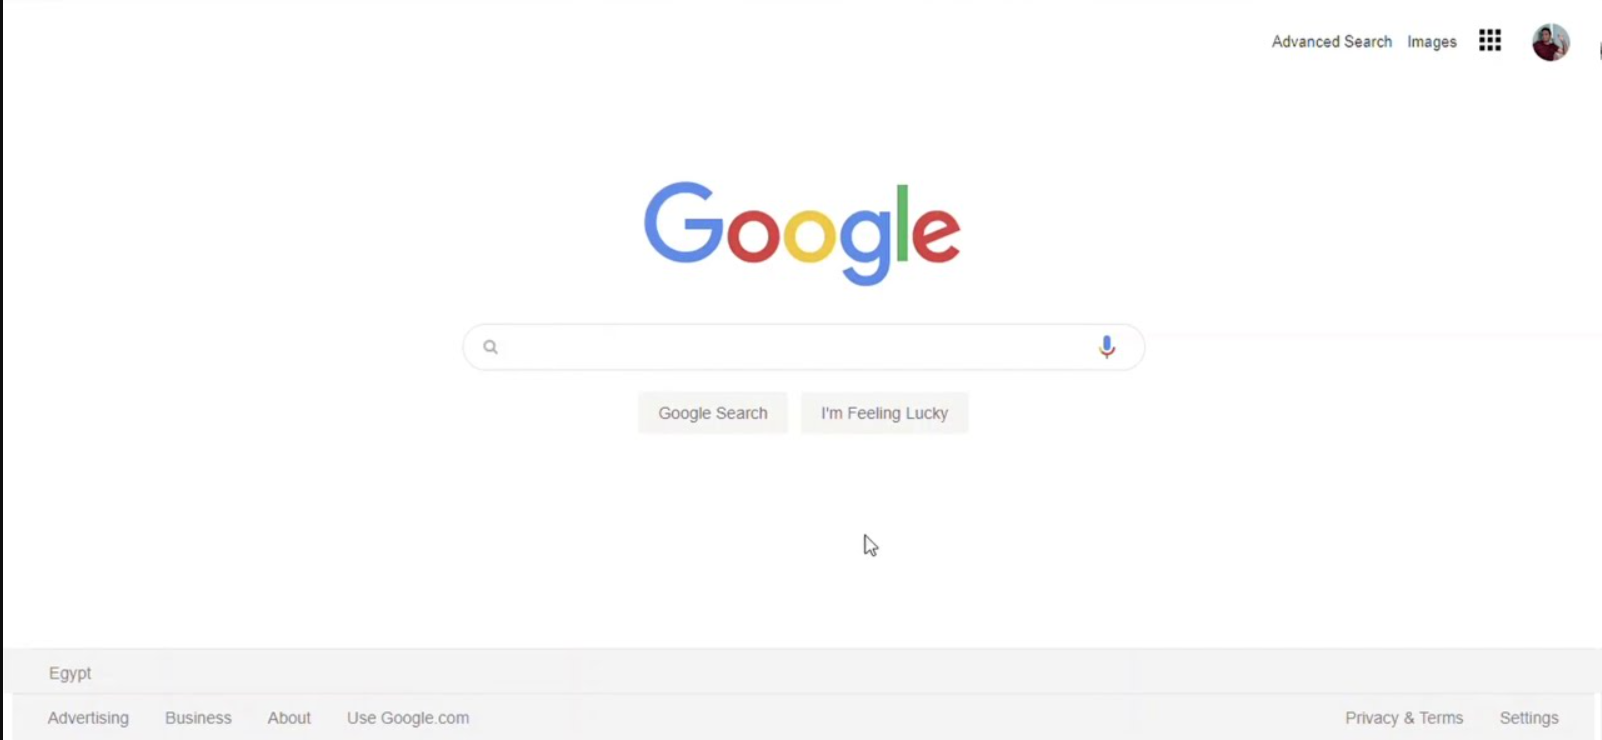 Advanced Search Images
Google
Google Search I'm Feeling Lucky
Egypt
Advertising Business About Use Google.com Privacy & Terms Settings